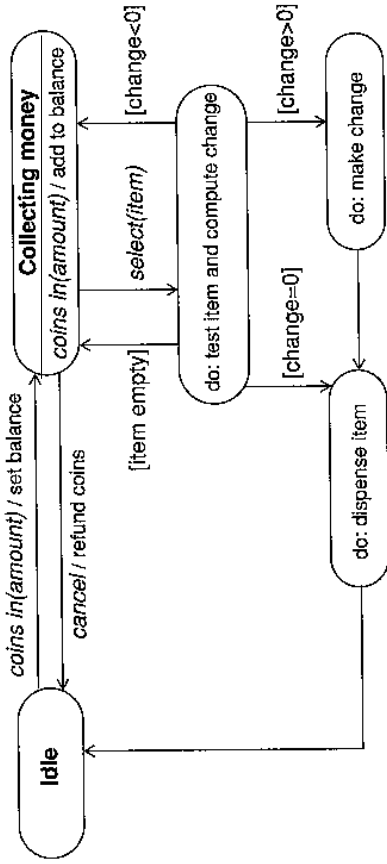 coins in(amount) / set balance
Idle
cancel / refund coins
Collecting money
coins in(amount) / add to balance
[item empty]
select(item)
[change<0]
do: test item and compute change
[change=0]
[change>0]
do: dispense item
do: make change